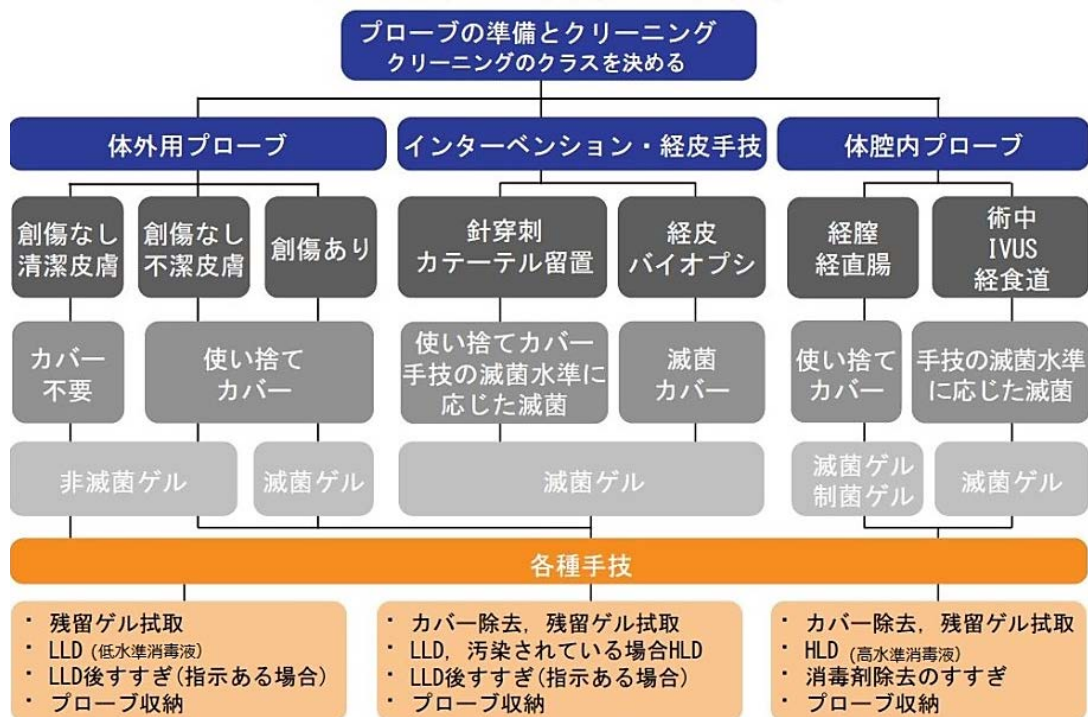 プローブの準備とクリーニング
クリーニングのクラスを決める
体外用プローブ
インターベンション・経皮手技
体腔内プローブ
創傷なし
清潔皮膚
創傷なし
不潔皮膚
創傷あり
針穿刺
カテーテル留置
経皮
バイオプシ
経膣
経直腸
術中
IVUS
経食道
カバー
不要
使い捨て
カバー
使い捨てカバー
手技の滅菌水準に
応じた滅菌
滅菌
カバー
使い捨て
カバー
手技の滅菌水準
に応じた滅菌
非滅菌ゲル
滅菌ゲル
滅菌ゲル
滅菌ゲル
制菌ゲル
滅菌ゲル
各種手技
・ 残留ゲル拭取
・ LLD (低水準消毒液)
・ LLD後すすぎ(指示ある場合)
・ プローブ収納
・ カバー除去, 残留ゲル拭取
・ LLD, 汚染されている場合HLD
・ LLD後すすぎ(指示ある場合)
・ プローブ収納
・ カバー除去, 残留ゲル拭取
・ HLD (高水準消毒液)
・ 消毒剤除去のすすぎ
・ プローブ収納